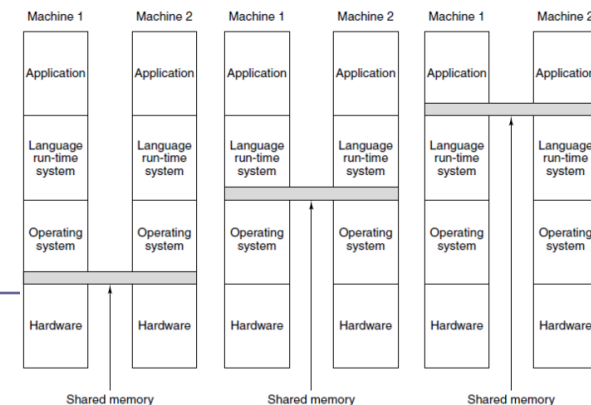 Machine 1 Machine 2 Machine 1 Machine 2 Machine 1 Machine 2
Application Application Application Application Application Application
Language Language Language Language Language Language
run-time run-time run-time run-time run-time run-time
system system system system system system
Operating Operating Operating Operating Operating Operating
system system system system system system
Hardware Hardware Hardware Hardware Hardware Hardware
Shared memory Shared memory Shared memory